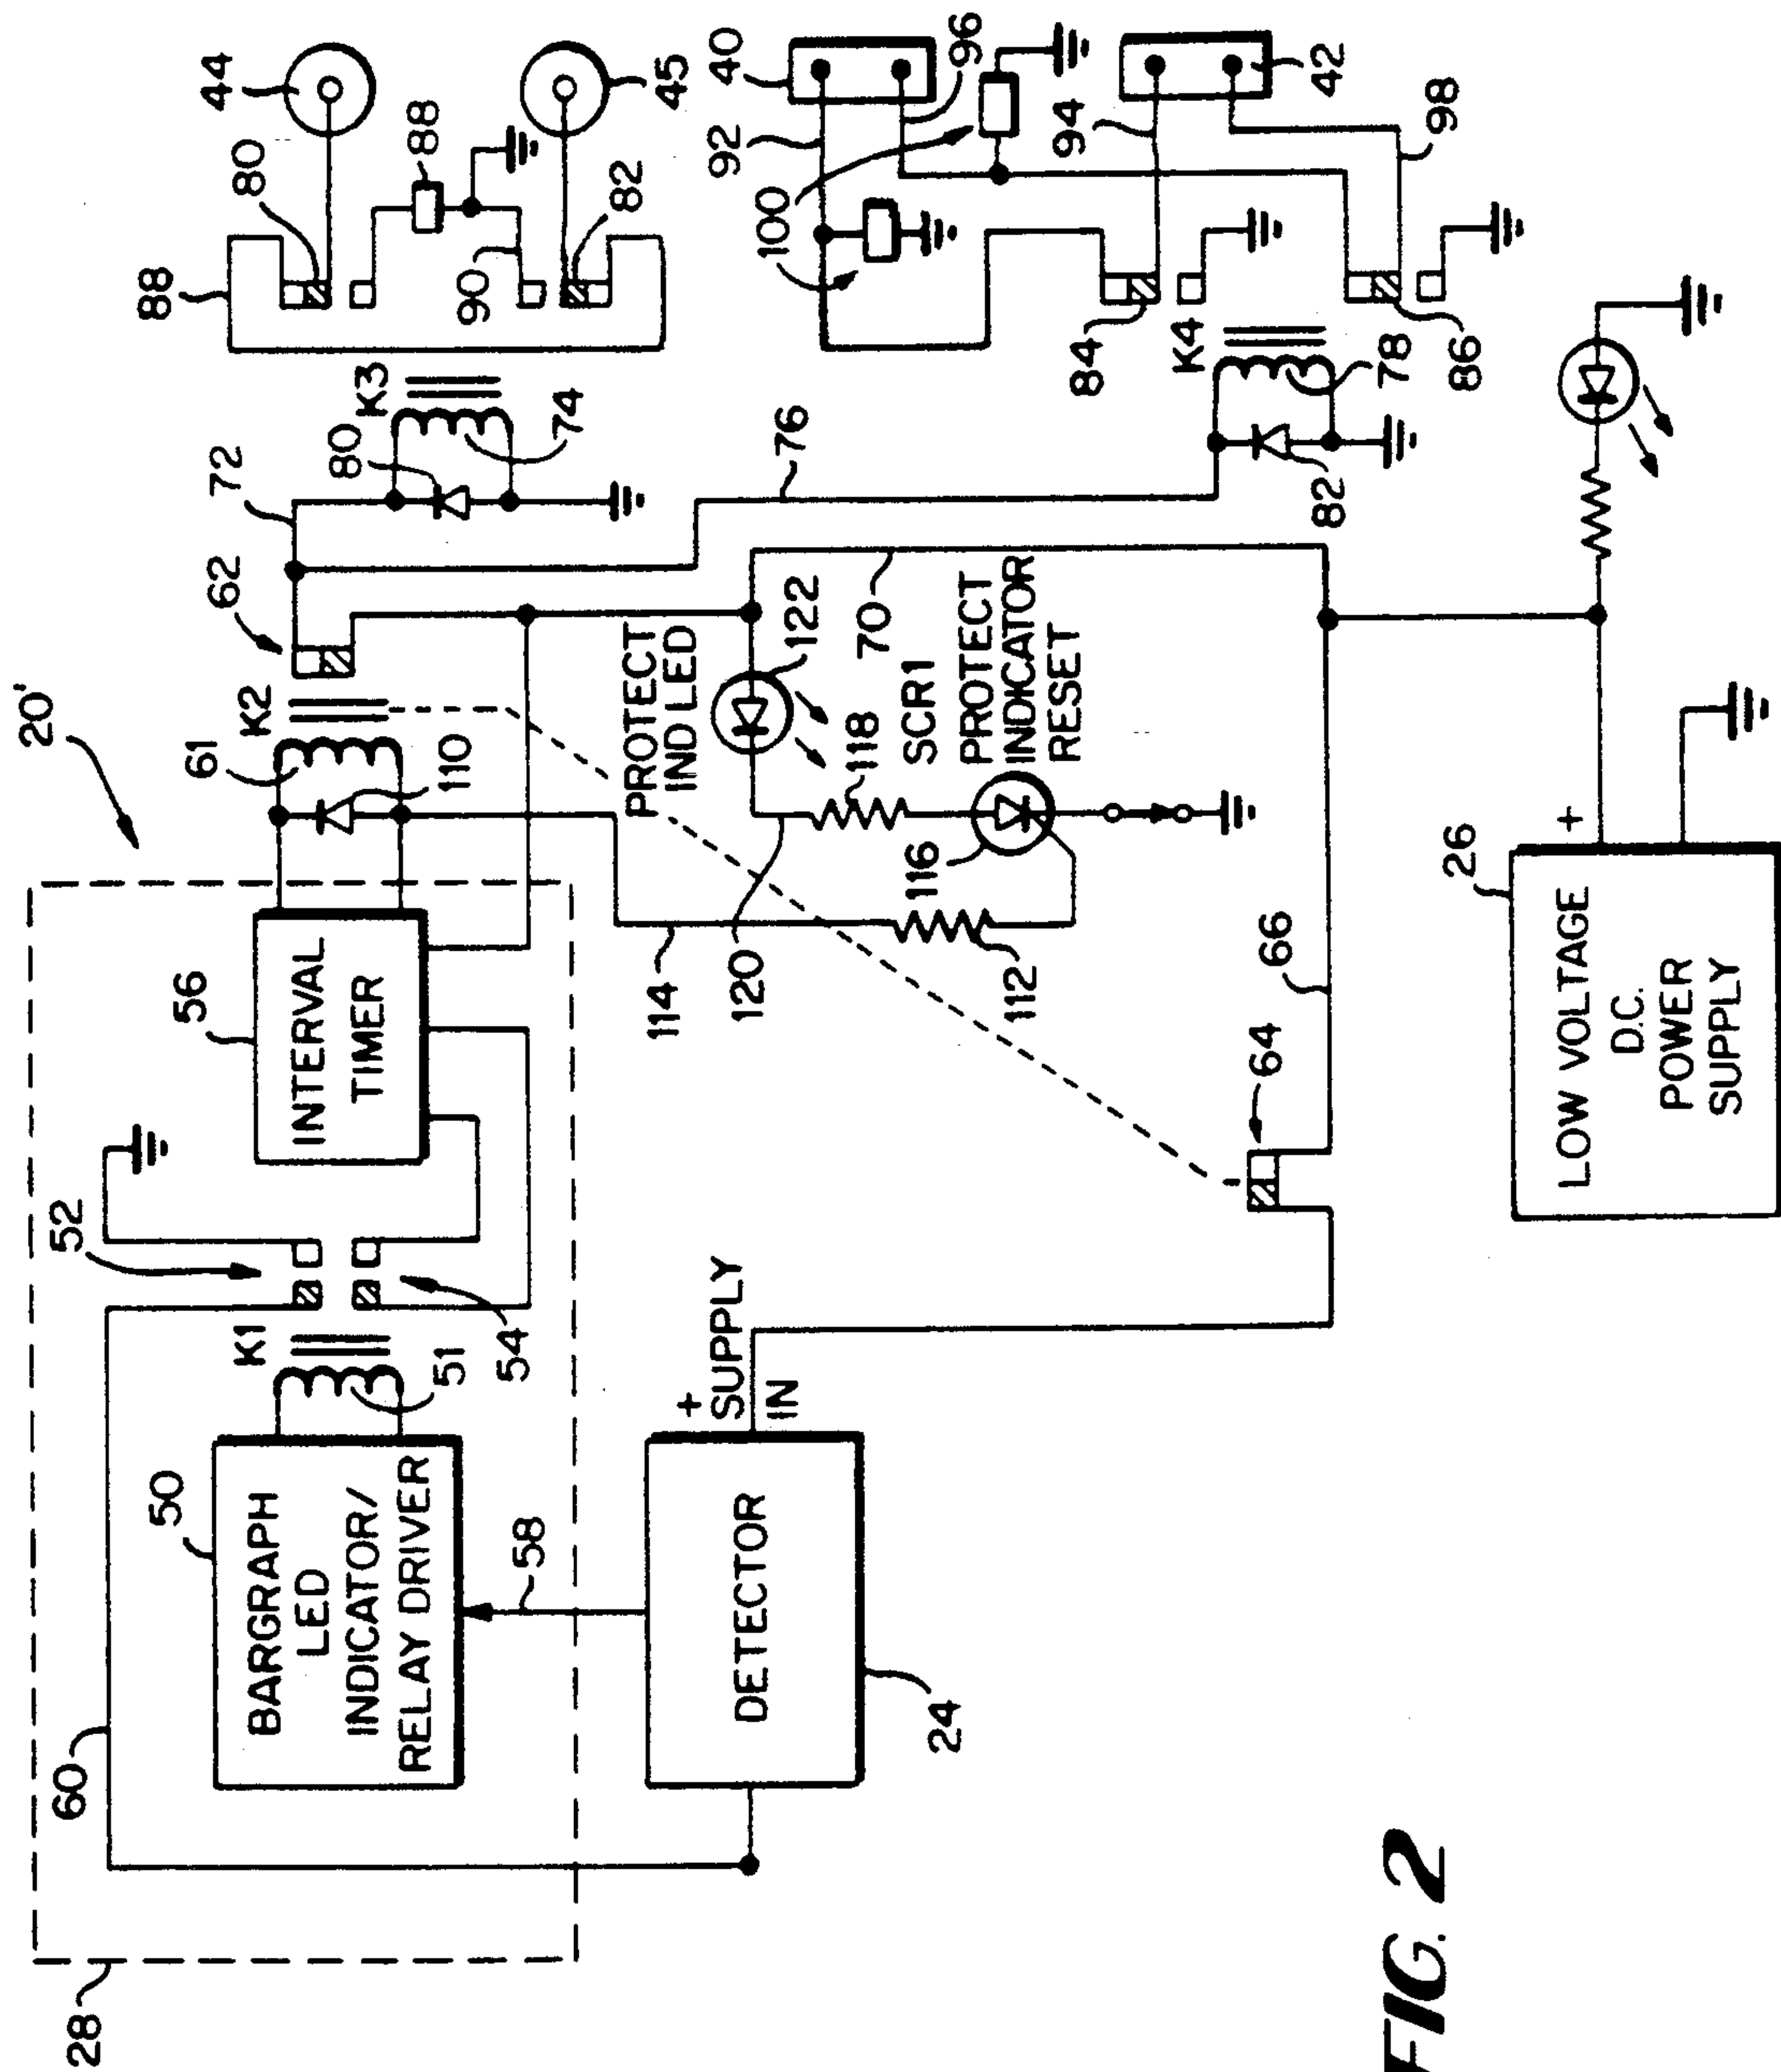 20'
28
60
50
BARGRAPH
LED
INDICATOR/
RELAY DRIVER
K1
51
52
54
56
INTERVAL
TIMER
61
K2
110
62
72
K3
80
74
88
80
44
88
90
82
45
58
DETECTOR
24
+
SUPPLY
IN
114
120
112
116
118
SCR1
PROTECT
INDICATOR
RESET
PROTECT
IND LED
122
70
76
64
66
92
40
96
100
94
42
98
84
K4
78
86
82
26
+
LOW VOLTAGE
D.C.
POWER
SUPPLY
FIG. 2